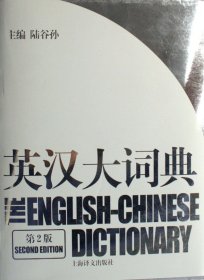 主编 陆谷孙
英汉大词典
THE ENGLISH-CHINESE
DICTIONARY
第2版
SECOND EDITION
上海译文出版社